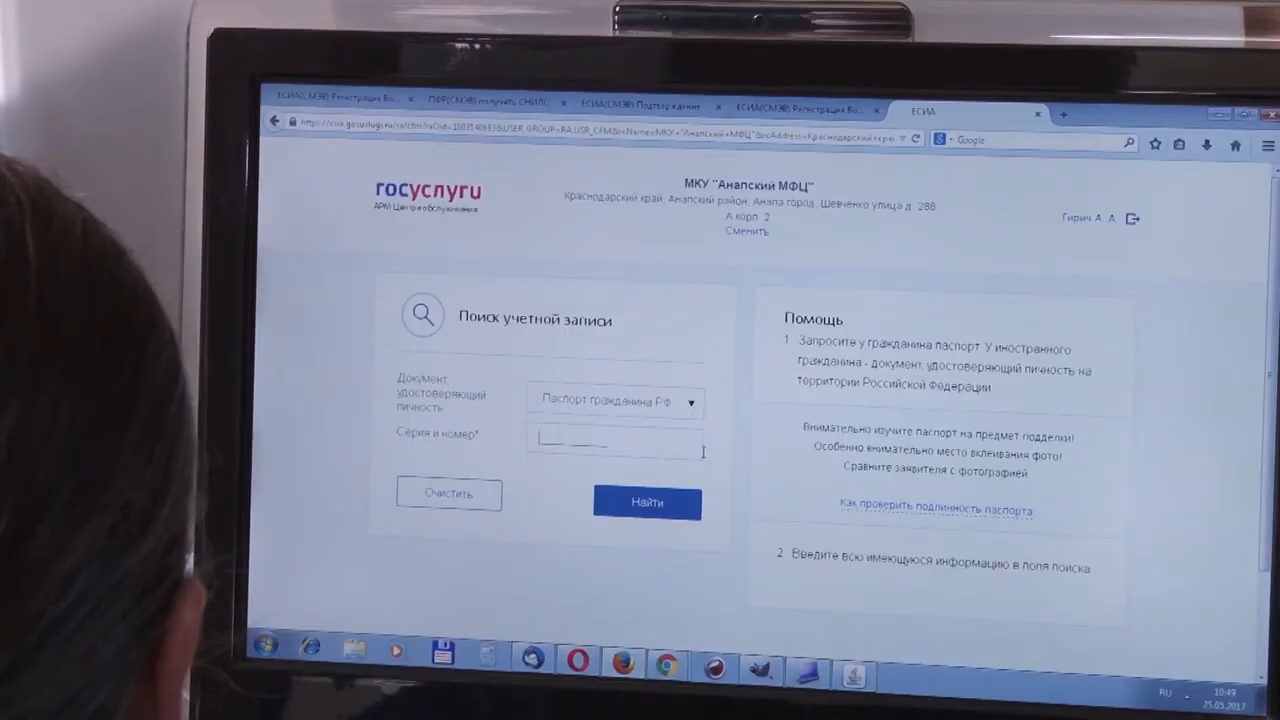 ЕСИА(СМЭВ) Регистрация Во...
ПФР(СМЭВ) получить СНИЛС
ЕСИА(СМЭВ) Подтверждение
ЕСИА(СМЭВ) Регистрация Во...
ЕСИА
Google
госуслуги
АРМ Центра обслуживания
МКУ "Анапский МФЦ"
Краснодарский край, Анапский район, Анапа город, Шевченко улица д. 288
А корп. 2
Сменить
Гирич А. А.
Поиск учетной записи
Документ,
удостоверяющий
личность
Паспорт гражданина РФ
Серия и номер*
Очистить
Найти
Помощь
1 Запросите у гражданина паспорт. У иностранного
гражданина - документ, удостоверяющий личность на
территории Российской Федерации
Внимательно изучите паспорт на предмет подделки!
Особенно внимательно место вклеивания фото!
Сравните заявителя с фотографией.
Как проверить подлинность паспорта
2 Введите всю имеющуюся информацию в поля поиска
RU
10:49
25.05.2017